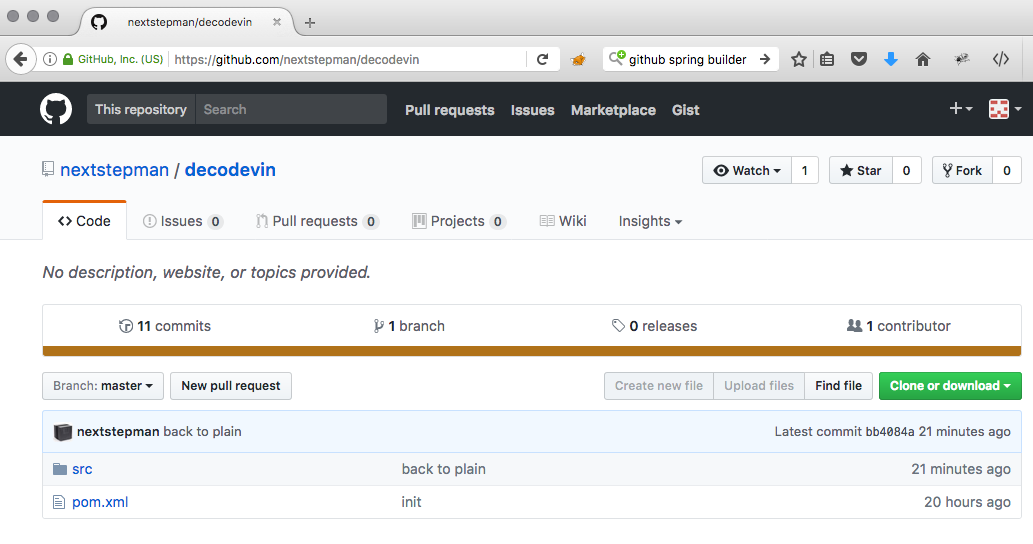 nextstepman/decodevin
GitHub, Inc. (US) https://github.com/nextstepman/decodevin github spring builder
This repository Search Pull requests Issues Marketplace Gist
nextstepman / decodevin Watch 1 Star 0 Fork 0
Code Issues 0 Pull requests 0 Projects 0 Wiki Insights
No description, website, or topics provided.
11 commits 1 branch 0 releases 1 contributor
Branch: master New pull request Create new file Upload files Find file Clone or download
nextstepman back to plain Latest commit bb4084a 21 minutes ago
src back to plain 21 minutes ago
pom.xml init 20 hours ago